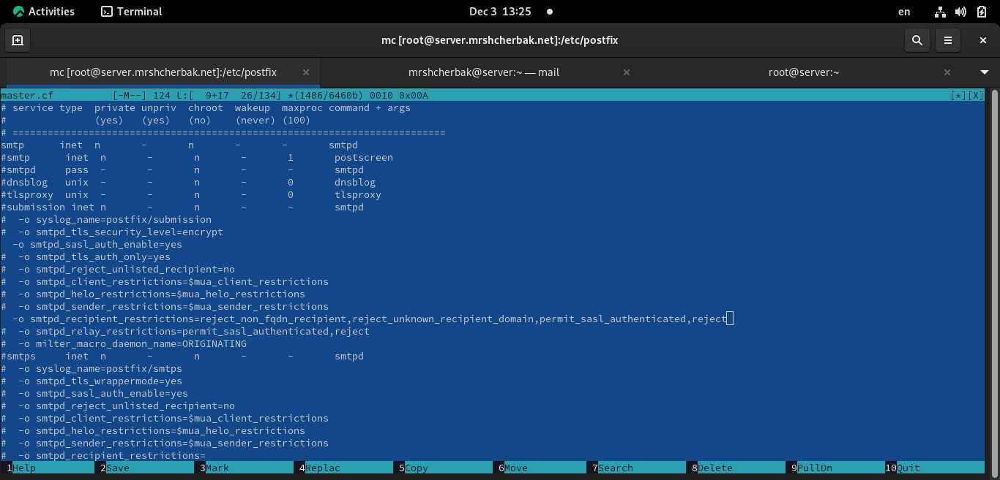 Activities Terminal Dec 3 13:25 en
mc [root@server.mrshcherbak.net]:/etc/postfix
mc [root@server.mrshcherbak.net]:/etc/postfix × mrshcherbak@server:~ — mail × root@server:~ ×
master.cf          [-M--] 124 L:[  9+17  26/134] *(1406/6460b) 0010 0x00A [*][X]
# service type  private unpriv  chroot  wakeup  maxproc command + args
#               (yes)   (yes)   (no)    (never) (100)
# ==========================================================================
smtp      inet  n       -       n       -       -       smtpd
#smtp      inet  n       -       n       -       1       postscreen
#smtpd     pass  -       -       n       -       -       smtpd
#dnsblog   unix  -       -       n       -       0       dnsblog
#tlsproxy  unix  -       -       n       -       0       tlsproxy
#submission inet n       -       n       -       -       smtpd
#  -o syslog_name=postfix/submission
#  -o smtpd_tls_security_level=encrypt
  -o smtpd_sasl_auth_enable=yes
#  -o smtpd_tls_auth_only=yes
#  -o smtpd_reject_unlisted_recipient=no
#  -o smtpd_client_restrictions=$mua_client_restrictions
#  -o smtpd_helo_restrictions=$mua_helo_restrictions
#  -o smtpd_sender_restrictions=$mua_sender_restrictions
  -o smtpd_recipient_restrictions=reject_non_fqdn_recipient,reject_unknown_recipient_domain,permit_sasl_authenticated,reject
#  -o smtpd_relay_restrictions=permit_sasl_authenticated,reject
#  -o milter_macro_daemon_name=ORIGINATING
#smtps     inet  n       -       n       -       -       smtpd
#  -o syslog_name=postfix/smtps
#  -o smtpd_tls_wrappermode=yes
#  -o smtpd_sasl_auth_enable=yes
#  -o smtpd_reject_unlisted_recipient=no
#  -o smtpd_client_restrictions=$mua_client_restrictions
#  -o smtpd_helo_restrictions=$mua_helo_restrictions
#  -o smtpd_sender_restrictions=$mua_sender_restrictions
#  -o smtpd_recipient_restrictions=
1Help 2Save 3Mark 4Replac 5Copy 6Move 7Search 8Delete 9PullDn 10Quit